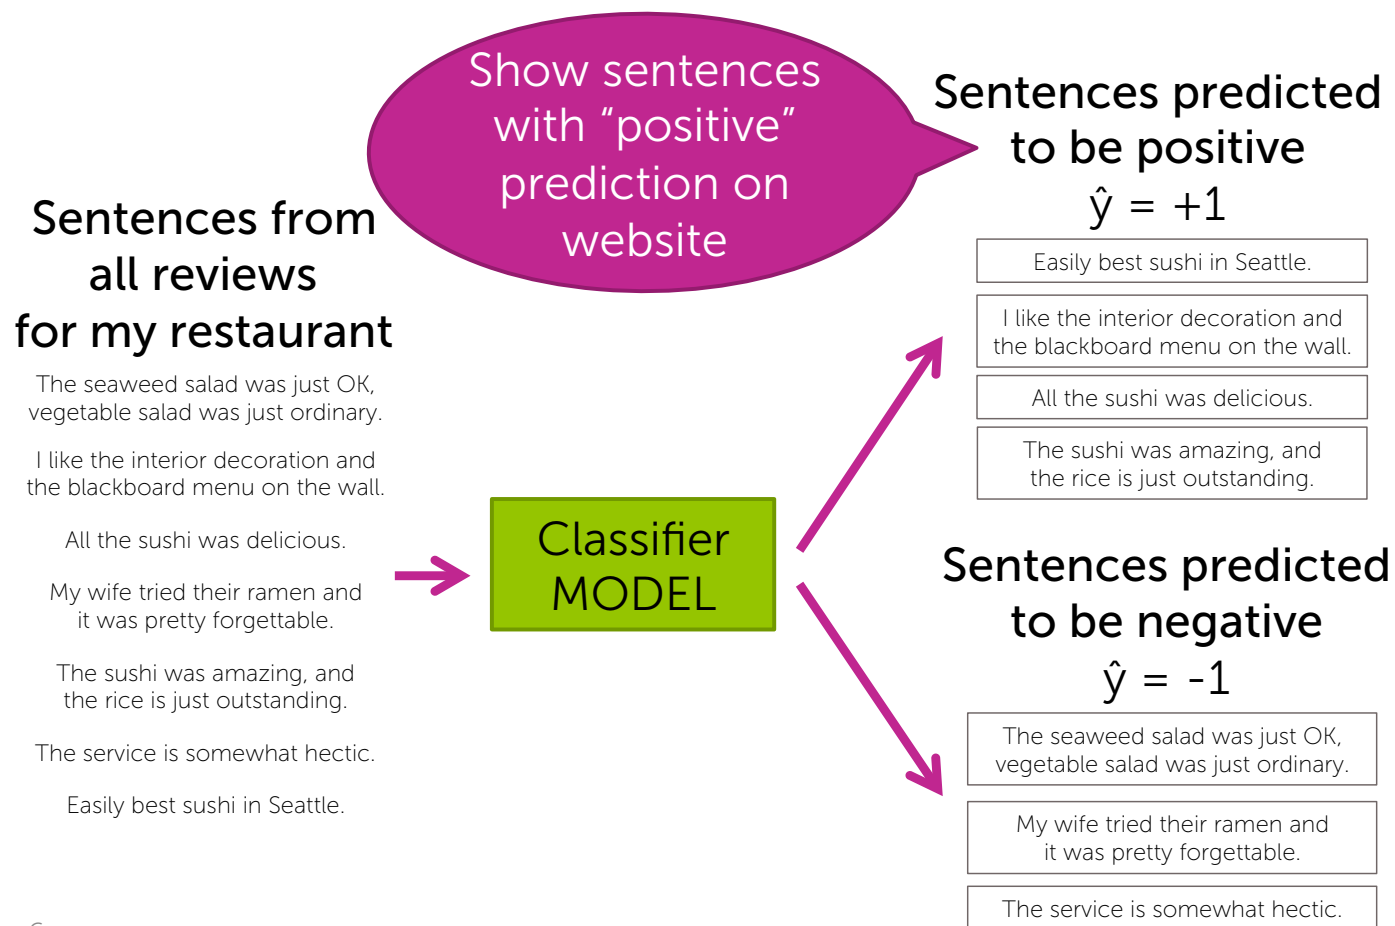 Show sentences
with “positive”
prediction on
website
Sentences from
all reviews
for my restaurant
The seaweed salad was just OK,
vegetable salad was just ordinary.
I like the interior decoration and
the blackboard menu on the wall.
All the sushi was delicious.
My wife tried their ramen and
it was pretty forgettable.
The sushi was amazing, and
the rice is just outstanding.
The service is somewhat hectic.
Easily best sushi in Seattle.
Classifier
MODEL
Sentences predicted
to be positive
ŷ = +1
Easily best sushi in Seattle.
I like the interior decoration and
the blackboard menu on the wall.
All the sushi was delicious.
The sushi was amazing, and
the rice is just outstanding.
Sentences predicted
to be negative
ŷ = -1
The seaweed salad was just OK,
vegetable salad was just ordinary.
My wife tried their ramen and
it was pretty forgettable.
The service is somewhat hectic.